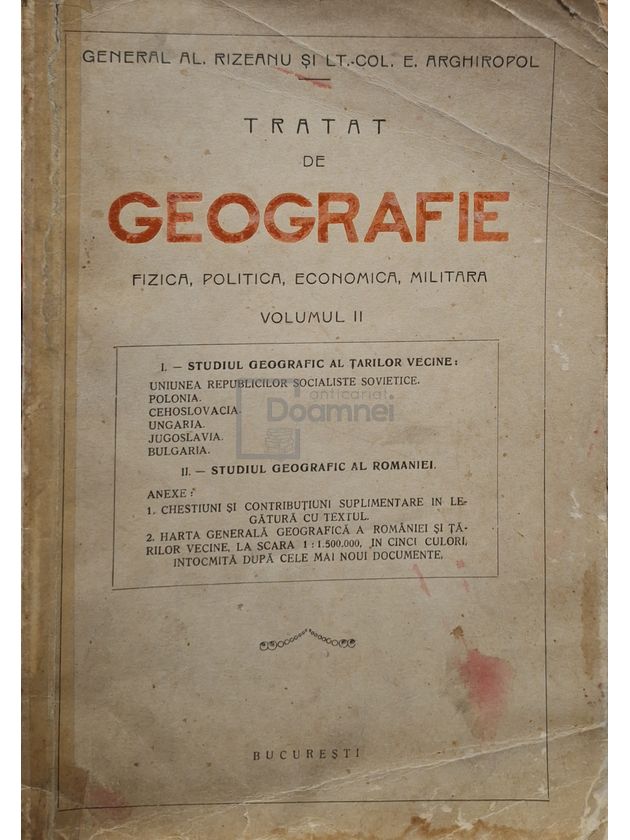 GENERAL AL. RIZEANU ȘI LT.-COL. E. ARGHIROPOL
TRATAT
DE
GEOGRAFIE
FIZICA, POLITICA, ECONOMICA, MILITARA
VOLUMUL II
I. — STUDIUL GEOGRAFIC AL ȚARILOR VECINE:
UNIUNEA REPUBLICILOR SOCIALISTE SOVIETICE.
POLONIA.
CEHOSLOVACIA.
UNGARIA.
JUGOSLAVIA.
BULGARIA.
anticariat
Doamnei
II. — STUDIUL GEOGRAFIC AL ROMANIEI.
ANEXE:
1. CHESTIUNI ȘI CONTRIBUȚIUNI SUPLIMENTARE IN LE-
GĂTURĂ CU TEXTUL.
2. HARTA GENERALĂ GEOGRAFICĂ A ROMÂNIEI ȘI ȚĂ-
RILOR VECINE, LA SCARA 1:1.500.000, IN CINCI CULORI,
INTOCMITĂ DUPĂ CELE MAI NOUI DOCUMENTE.
BUCUREȘTI